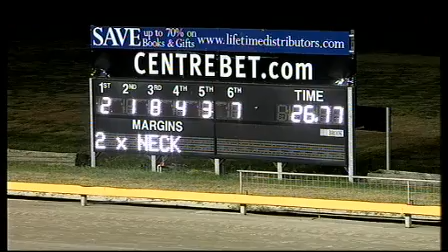 SAVE up to 70% on Books & Gifts www.lifetimedistributors.com
CENTREBET.com
1ST 2ND 3RD 4TH 5TH 6TH TIME
2 1 8 4 3 7 26.77
MARGINS
2 x NECK